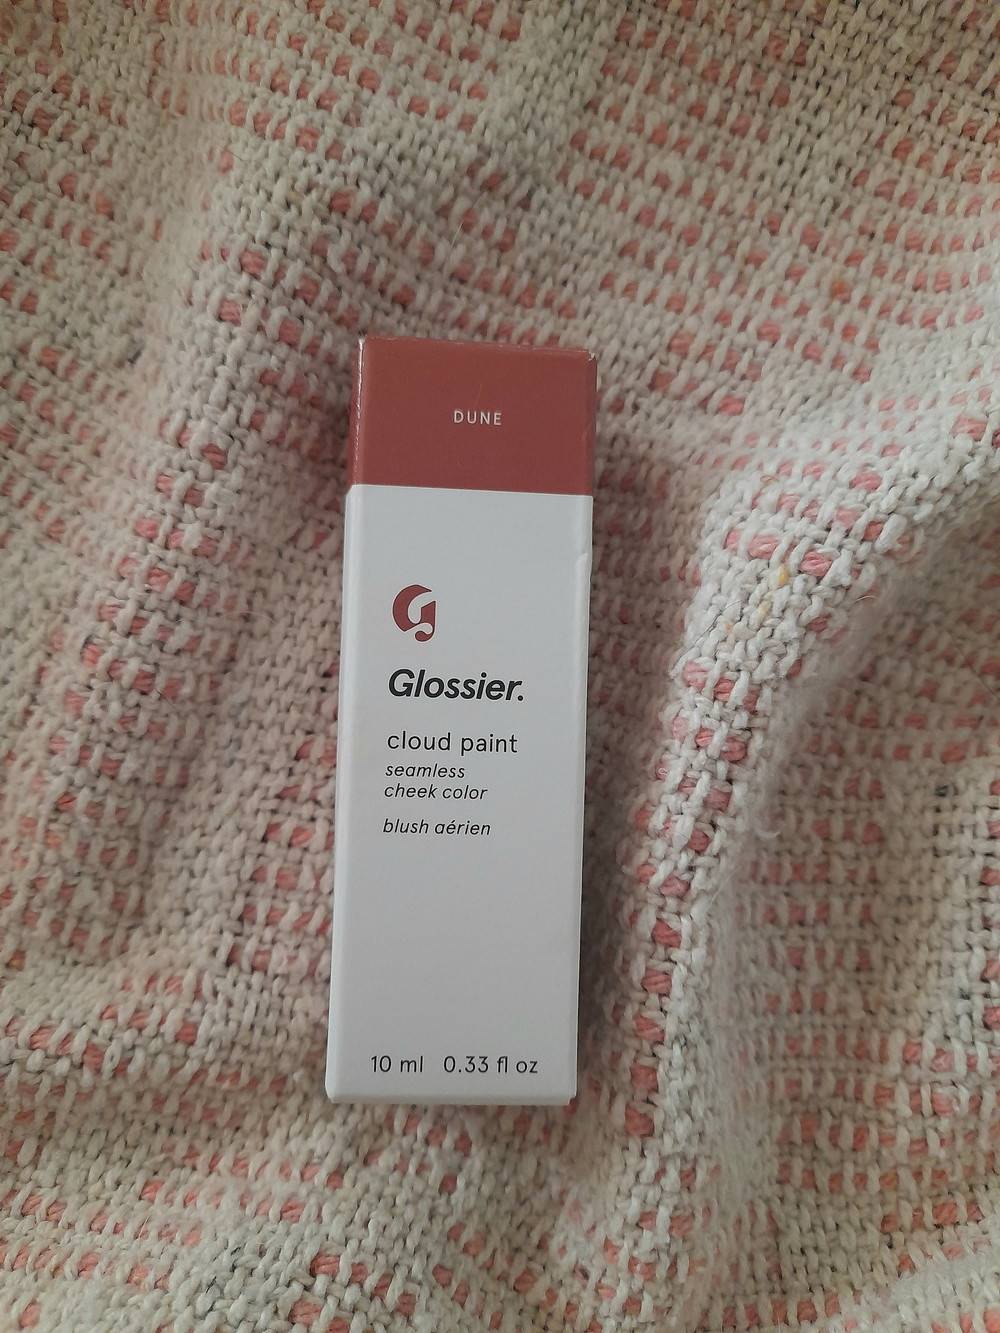 DUNE
Glossier.
cloud paint
seamless
cheek color
blush aérien
10 ml 0.33 fl oz